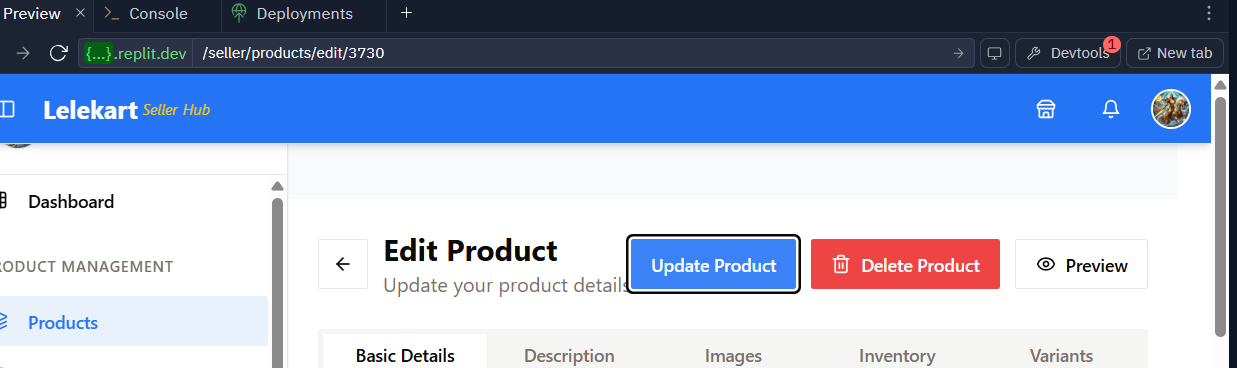 Preview Console Deployments
{...}.replit.dev /seller/products/edit/3730 Devtools 1 New tab
Lelekart Seller Hub
Dashboard
RODUCT MANAGEMENT
Products
Edit Product
Update your product details
Update Product Delete Product Preview
Basic Details Description Images Inventory Variants